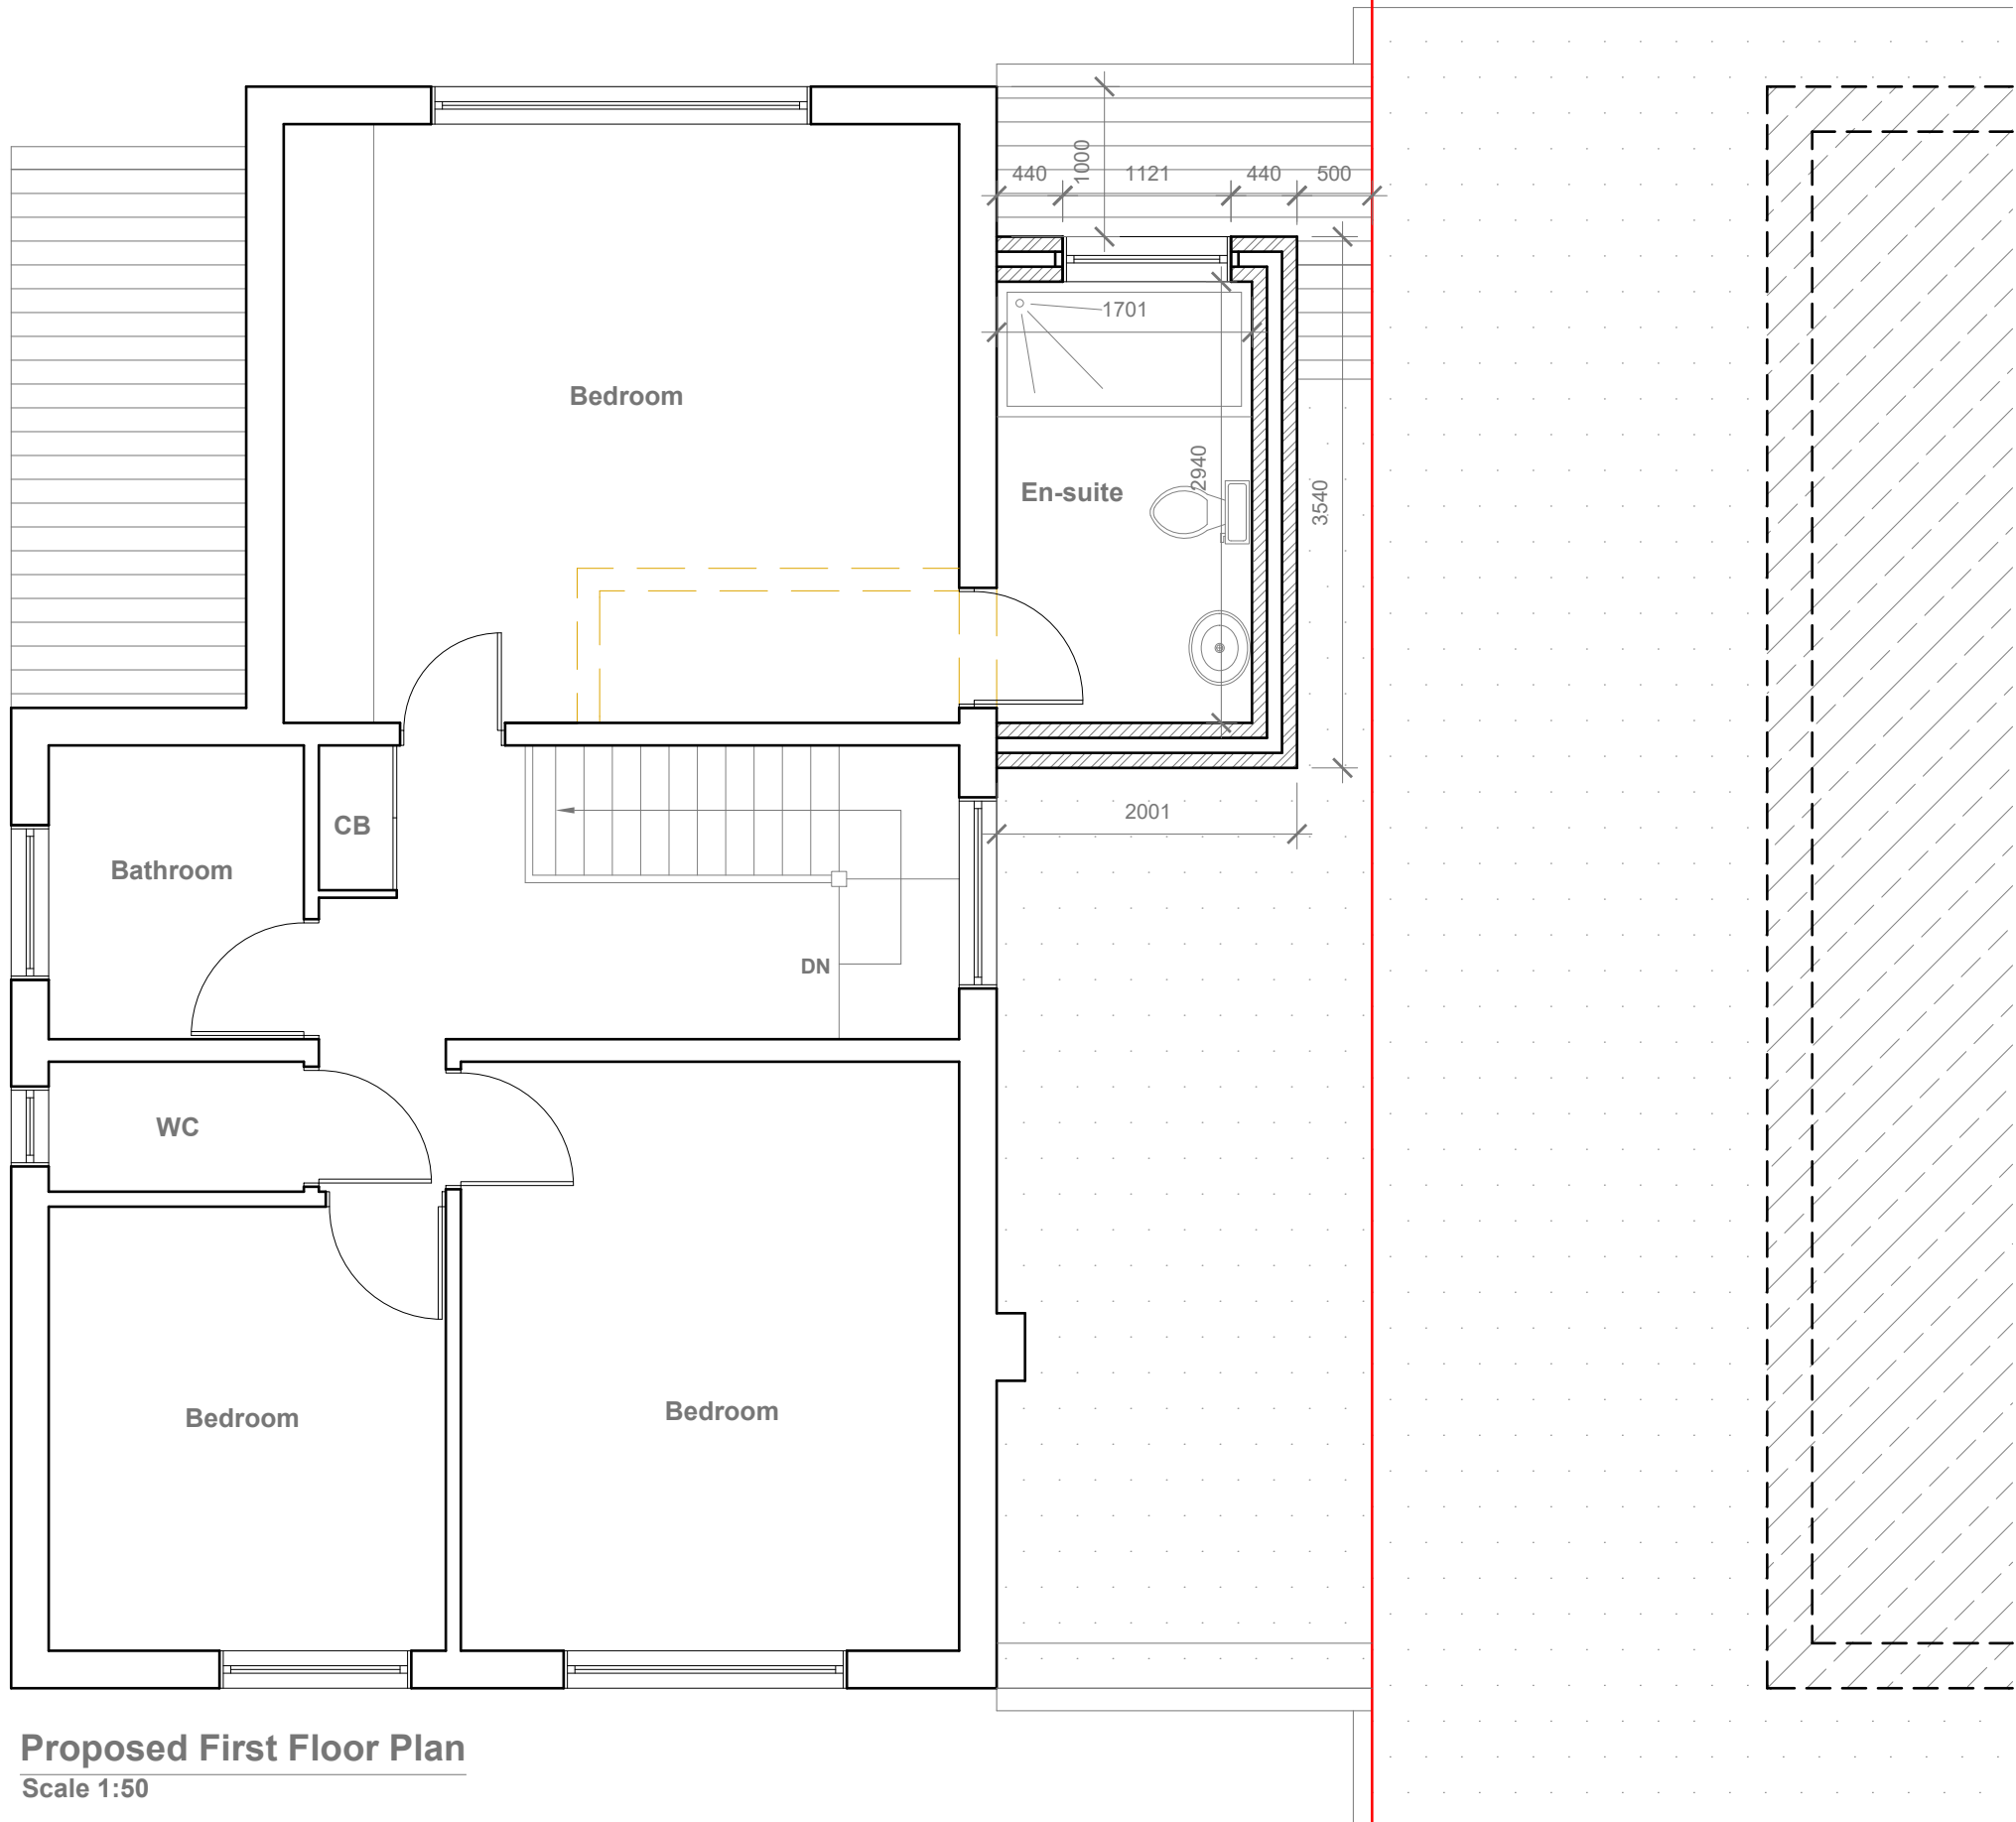 1000
440
1121
440
500
1701
Bedroom
2940
En-suite
3540
2001
CB
Bathroom
DN
WC
Bedroom
Bedroom
Proposed First Floor Plan
Scale 1:50